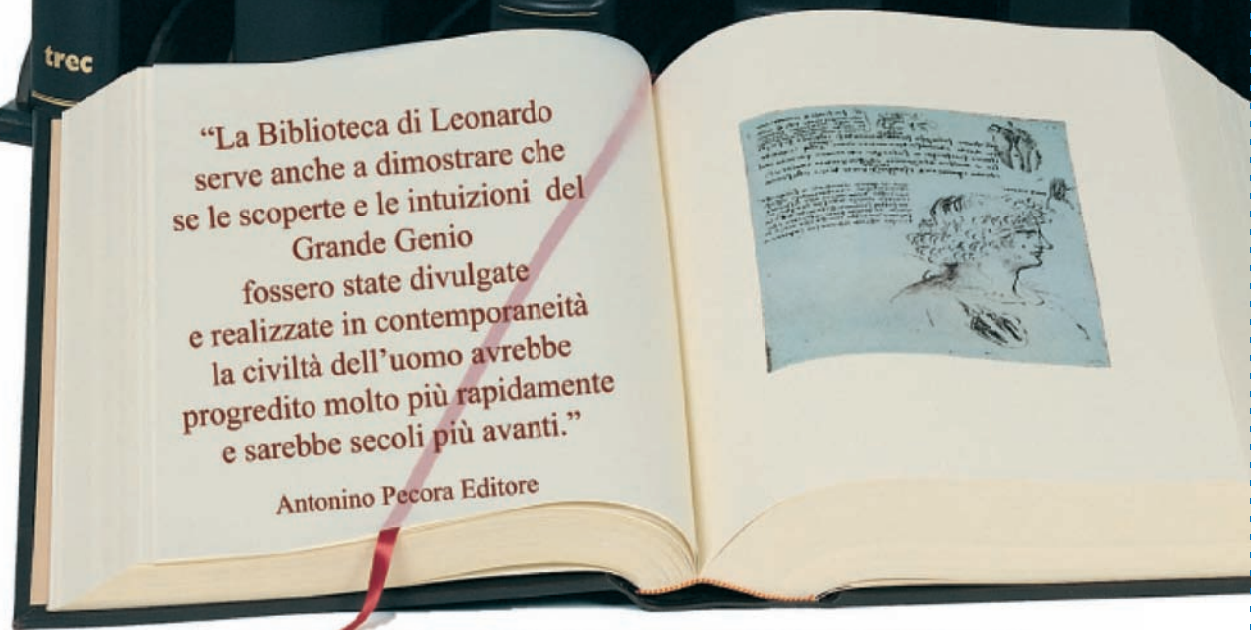 trec
“La Biblioteca di Leonardo
serve anche a dimostrare che
se le scoperte e le intuizioni del
Grande Genio
fossero state divulgate
e realizzate in contemporaneità
la civiltà dell’uomo avrebbe
progredito molto più rapidamente
e sarebbe secoli più avanti.”
Antonino Pecora Editore